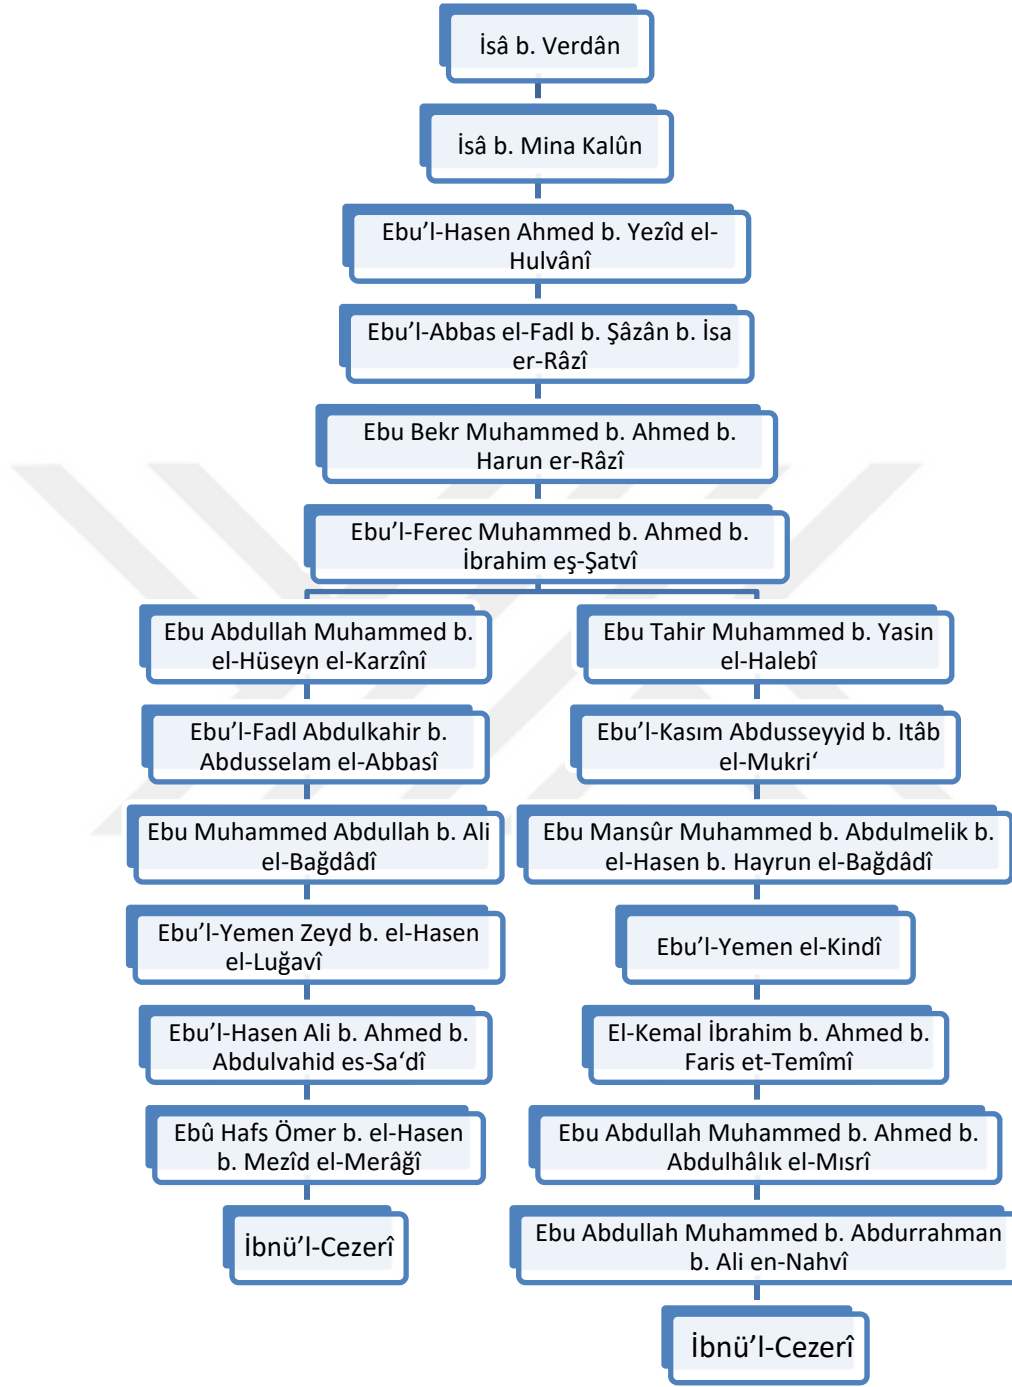 İsâ b. Verdân
İsâ b. Mina Kalûn
Ebu’l-Hasen Ahmed b. Yezîd el-
Hulvânî
Ebu’l-Abbas el-Fadl b. Şâzân b. İsa
er-Râzî
Ebu Bekr Muhammed b. Ahmed b.
Harun er-Râzî
Ebu’l-Ferec Muhammed b. Ahmed b.
İbrahim eş-Şatvî
Ebu Abdullah Muhammed b.
el-Hüseyn el-Karzînî
Ebu’l-Fadl Abdulkahir b.
Abdusselam el-Abbasî
Ebu Muhammed Abdullah b. Ali
el-Bağdâdî
Ebu’l-Yemen Zeyd b. el-Hasen
el-Luğavî
Ebu’l-Hasen Ali b. Ahmed b.
Abdulvahid es-Sa‘dî
Ebû Hafs Ömer b. el-Hasen
b. Mezîd el-Merâğî
İbnü’l-Cezerî
Ebu Tahir Muhammed b. Yasin
el-Halebî
Ebu’l-Kasım Abdusseyyid b. Itâb
el-Mukri‘
Ebu Mansûr Muhammed b. Abdulmelik b.
el-Hasen b. Hayrun el-Bağdâdî
Ebu’l-Yemen el-Kindî
El-Kemal İbrahim b. Ahmed b.
Faris et-Temîmî
Ebu Abdullah Muhammed b. Ahmed b.
Abdulhâlık el-Mısrî
Ebu Abdullah Muhammed b. Abdurrahman
b. Ali en-Nahvî
İbnü’l-Cezerî